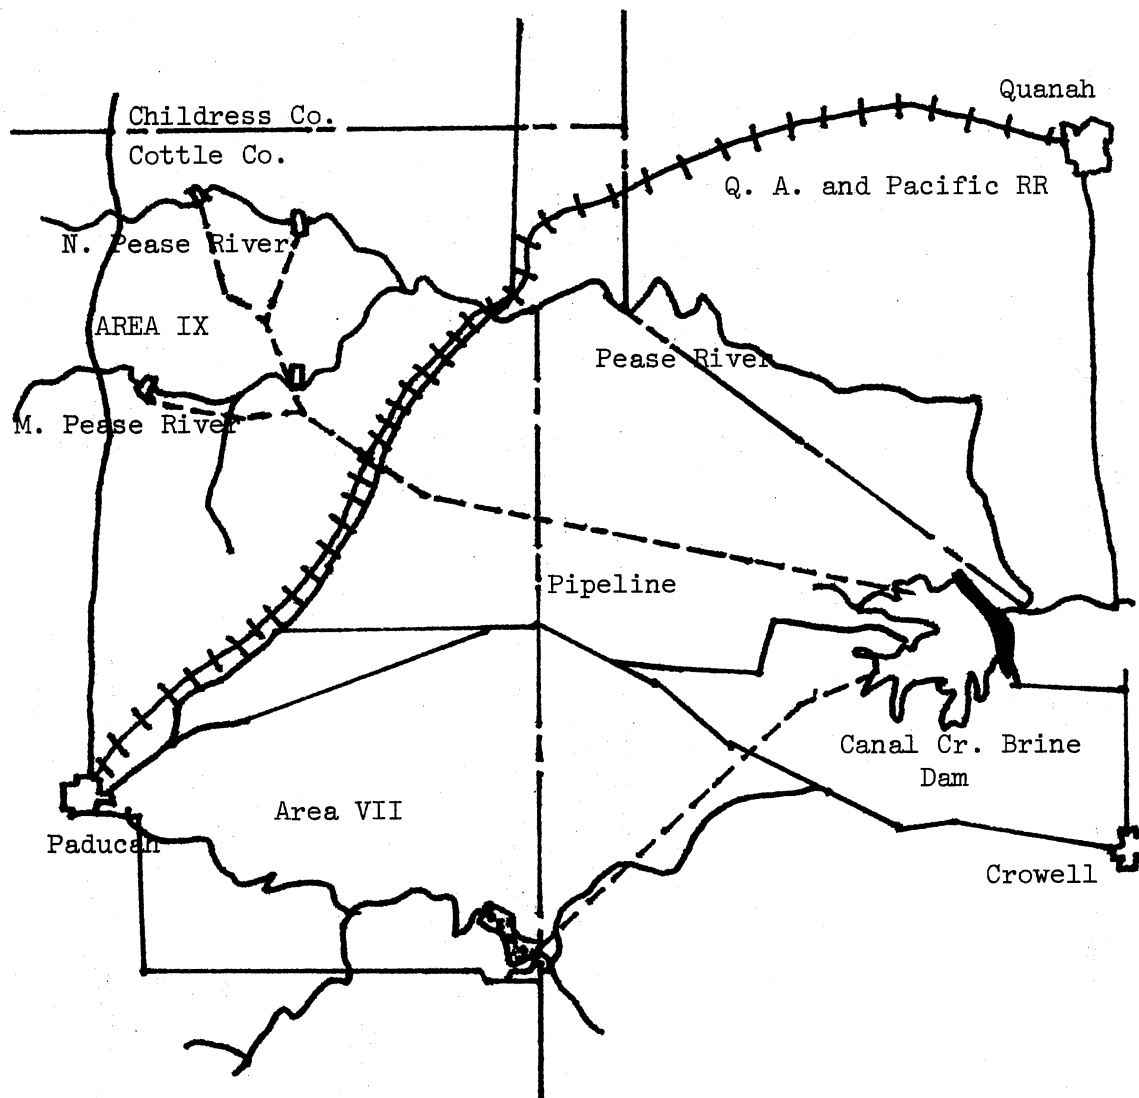 Quanah
Childress Co.
Cottle Co.
Q. A. and Pacific RR
N. Pease River
AREA IX
Pease River
M. Pease River
Pipeline
Canal Cr. Brine
Dam
Area VII
Paducah
Crowell